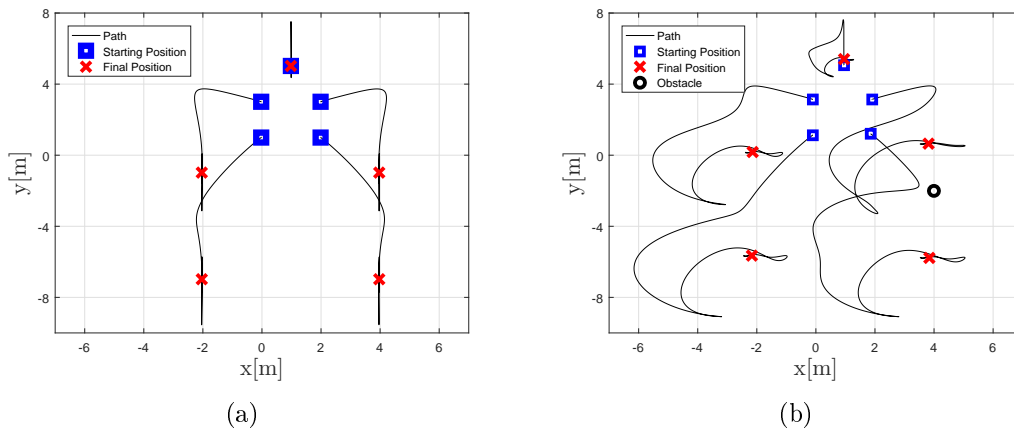 8
4
0
-4
-8
y[m]
-6 -4 -2 0 2 4 6
x[m]
Path
Starting Position
Final Position
(a)
8
4
0
-4
-8
y[m]
-6 -4 -2 0 2 4 6
x[m]
Path
Starting Position
Final Position
Obstacle
(b)